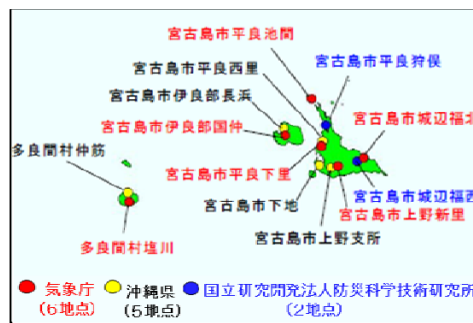 宮古島市平良池間
宮古島市平良西里
宮古島市平良狩俣
宮古島市伊良部長浜
宮古島市城辺福北
宮古島市伊良部国仲
多良間村仲筋
宮古島市平良下里
宮古島市城辺福西
宮古島市下地
宮古島市上野新里
宮古島市上野支所
多良間村塩川
気象庁
(6地点)
沖縄県
(5地点)
国立研究開発法人防災科学技術研究所
(2地点)